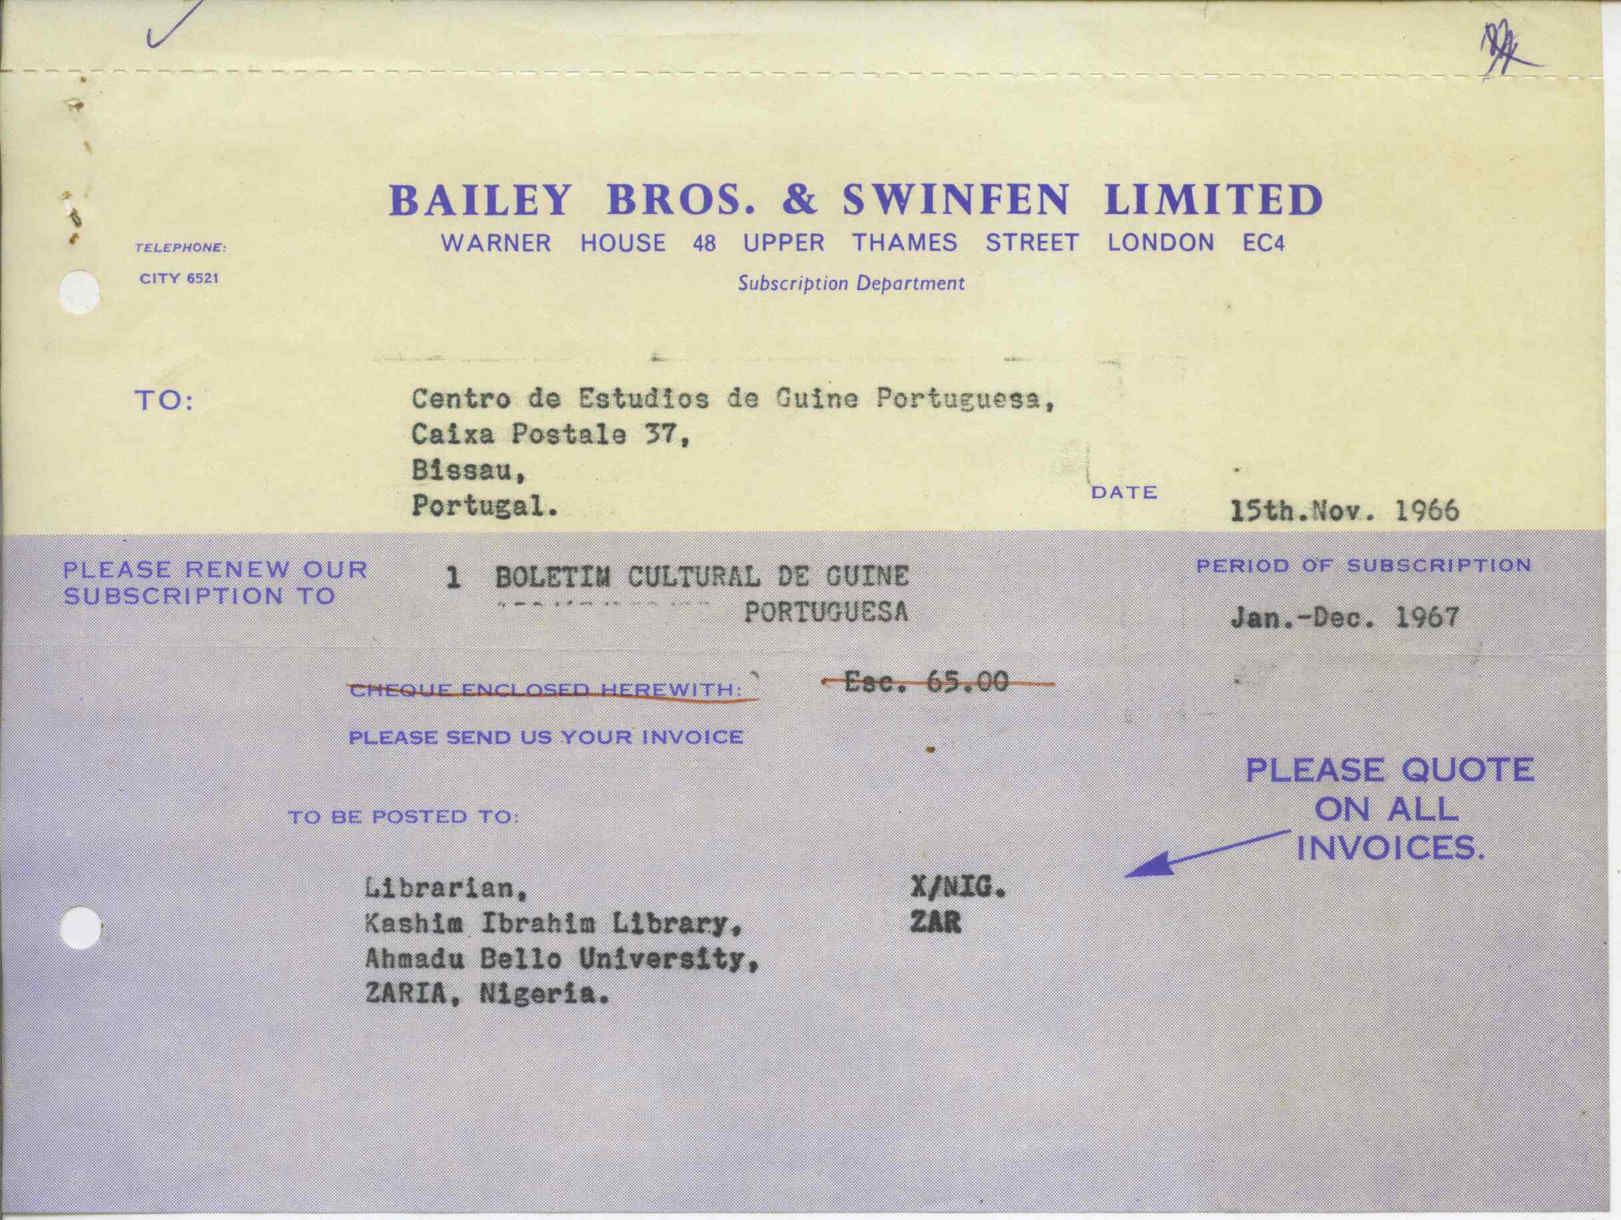 BAILEY BROS. & SWINFEN LIMITED
WARNER HOUSE 48 UPPER THAMES STREET LONDON EC4
TELEPHONE:
CITY 6521
Subscription Department
TO:
Centro de Estudios de Guine Portuguesa,
Caixa Postale 37,
Bissau,
Portugal.
DATE
15th.Nov. 1966
PLEASE RENEW OUR
SUBSCRIPTION TO
1 BOLETIM CULTURAL DE GUINE
PORTUGUESA
PERIOD OF SUBSCRIPTION
Jan.-Dec. 1967
CHEQUE ENCLOSED HEREWITH: Esc. 65.00
PLEASE SEND US YOUR INVOICE
PLEASE QUOTE
ON ALL
INVOICES.
TO BE POSTED TO:
Librarian,
Kashim Ibrahim Library,
Ahmadu Bello University,
ZARIA, Nigeria.
X/NIG.
ZAR